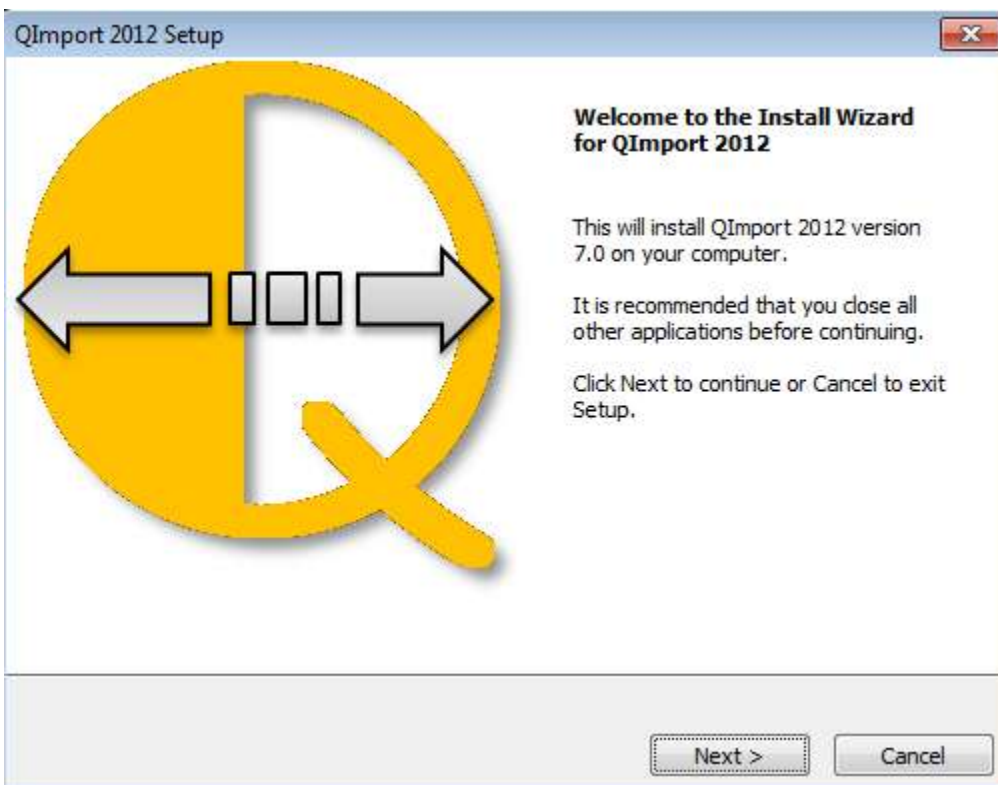 QImport 2012 Setup
Welcome to the Install Wizard
for QImport 2012
This will install QImport 2012 version
7.0 on your computer.
It is recommended that you close all
other applications before continuing.
Click Next to continue or Cancel to exit
Setup.
Next >
Cancel